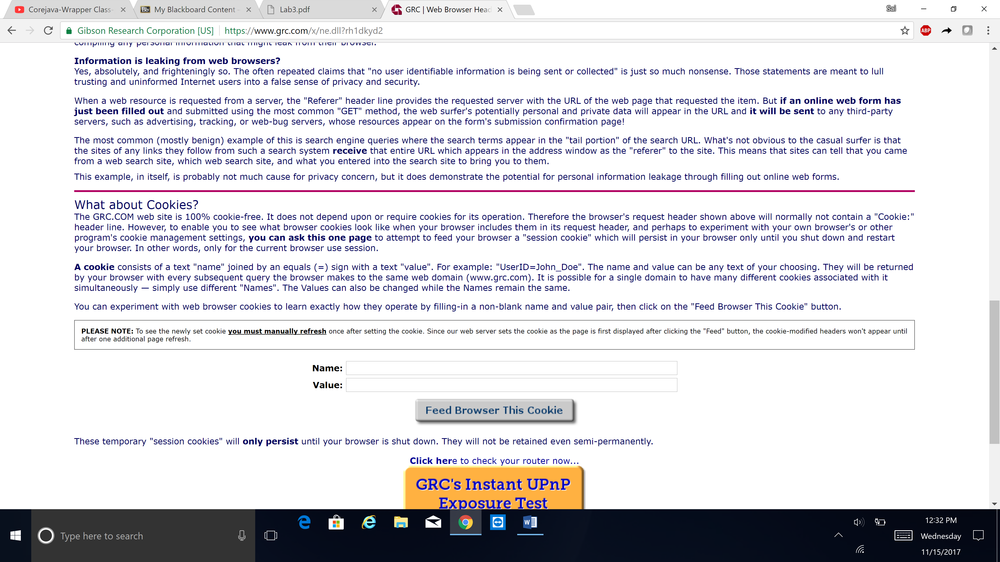 Corejava-Wrapper Class-
My Blackboard Content -
Lab3.pdf
GRC | Web Browser Head
Sai
Gibson Research Corporation [US]
https://www.grc.com/x/ne.dll?rh1dkyd2
ABP
compiling any personal information that might leak from their browser.
Information is leaking from web browsers?
Yes, absolutely, and frighteningly so. The often repeated claims that "no user identifiable information is being sent or collected" is just so much nonsense. Those statements are meant to lull
trusting and uninformed Internet users into a false sense of privacy and security.
When a web resource is requested from a server, the "Referer" header line provides the requested server with the URL of the web page that requested the item. But if an online web form has
just been filled out and submitted using the most common "GET" method, the web surfer's potentially personal and private data will appear in the URL and it will be sent to any third-party
servers, such as advertising, tracking, or web-bug servers, whose resources appear on the form's submission confirmation page!
The most common (mostly benign) example of this is search engine queries where the search terms appear in the "tail portion" of the search URL. What's not obvious to the casual surfer is that
the sites of any links they follow from such a search system receive that entire URL which appears in the address window as the "referer" to the site. This means that sites can tell that you came
from a web search site, which web search site, and what you entered into the search site to bring you to them.
This example, in itself, is probably not much cause for privacy concern, but it does demonstrate the potential for personal information leakage through filling out online web forms.
What about Cookies?
The GRC.COM web site is 100% cookie-free. It does not depend upon or require cookies for its operation. Therefore the browser's request header shown above will normally not contain a "Cookie:"
header line. However, to enable you to see what browser cookies look like when your browser includes them in its request header, and perhaps to experiment with your own browser's or other
program's cookie management settings, you can ask this one page to attempt to feed your browser a "session cookie" which will persist in your browser only until you shut down and restart
your browser. In other words, only for the current browser use session.
A cookie consists of a text "name" joined by an equals (=) sign with a text "value". For example: "UserID=John_Doe". The name and value can be any text of your choosing. They will be returned
by your browser with every subsequent query the browser makes to the same web domain (www.grc.com). It is possible for a single domain to have many different cookies associated with it
simultaneously — simply use different "Names". The Values can also be changed while the Names remain the same.
You can experiment with web browser cookies to learn exactly how they operate by filling-in a non-blank name and value pair, then click on the "Feed Browser This Cookie" button.
PLEASE NOTE: To see the newly set cookie you must manually refresh once after setting the cookie. Since our web server sets the cookie as the page is first displayed after clicking the "Feed" button, the cookie-modified headers won't appear until
after one additional page refresh.
Name:
Value:
Feed Browser This Cookie
These temporary "session cookies" will only persist until your browser is shut down. They will not be retained even semi-permanently.
Click here to check your router now...
GRC's Instant UPnP
Exposure Test
Type here to search
12:32 PM
Wednesday
11/15/2017